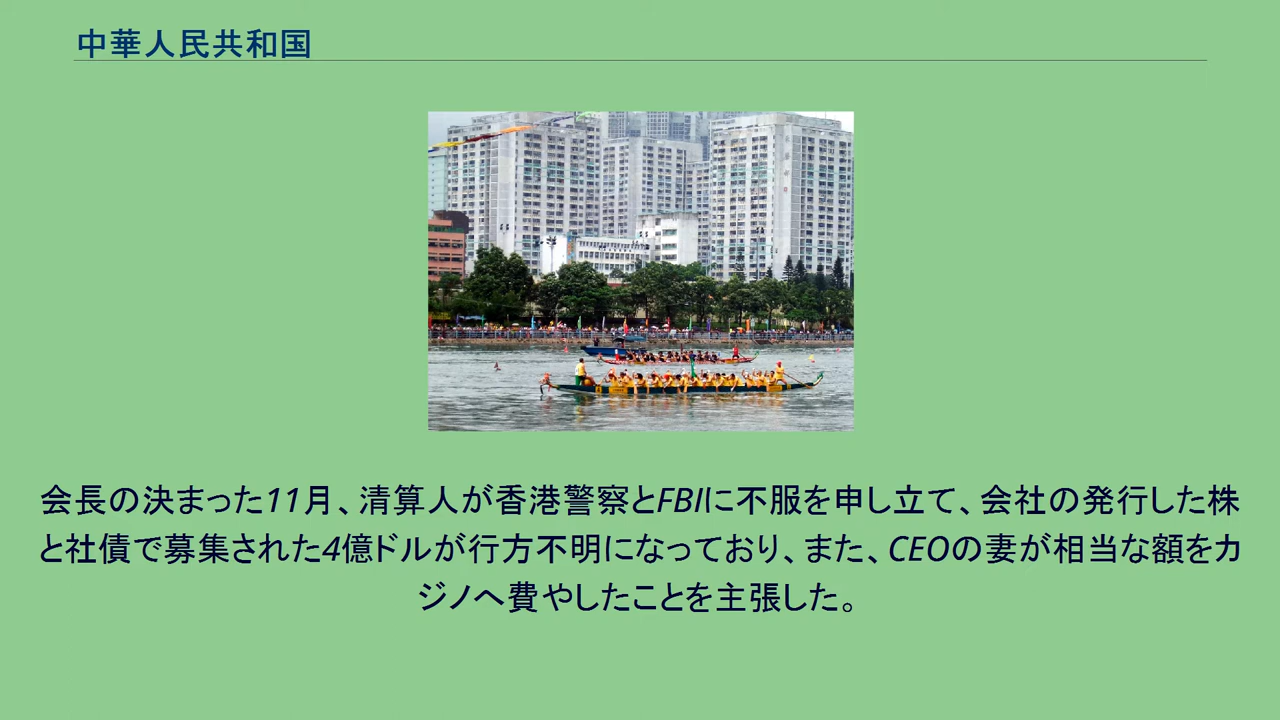 中華人民共和国
会長の決まった11月、清算人が香港警察とFBIに不服を申し立て、会社の発行した株
と社債で募集された4億ドルが行方不明になっており、また、CEOの妻が相当な額をカ
ジノへ費やしたことを主張した。